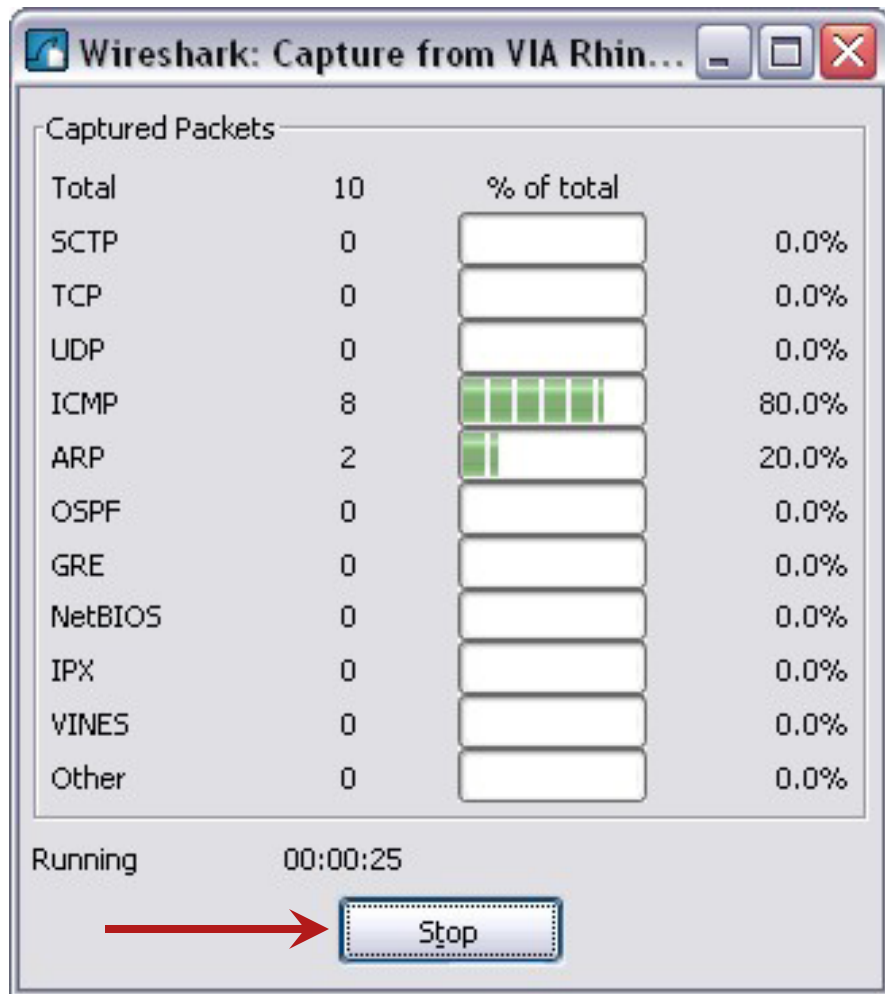 Wireshark: Capture from VIA Rhin...
Captured Packets
Total 10 % of total
SCTP 0 0.0%
TCP 0 0.0%
UDP 0 0.0%
ICMP 8 80.0%
ARP 2 20.0%
OSPF 0 0.0%
GRE 0 0.0%
NetBIOS 0 0.0%
IPX 0 0.0%
VINES 0 0.0%
Other 0 0.0%
Running 00:00:25
Stop